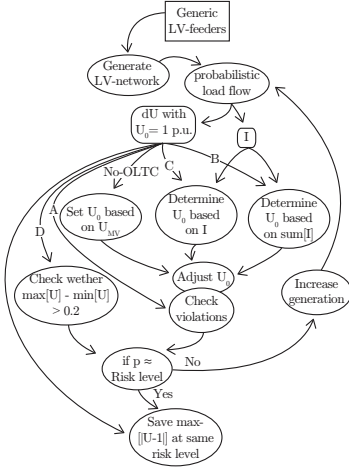 Generic
LV-feeders
Generate
LV-network
probabilistic
load flow
dU with
U₀= 1 p.u.
I
No-OLTC
C
B
A
D
Set U₀ based
on U_MV
Determine
U₀ based
on I
Determine
U₀ based
on sum[I]
Check wether
max[U] - min[U]
> 0.2
Adjust U₀
Check
violations
Increase
generation
if p ≈
Risk level
No
Yes
Save max-
[|U-1|] at same
risk level